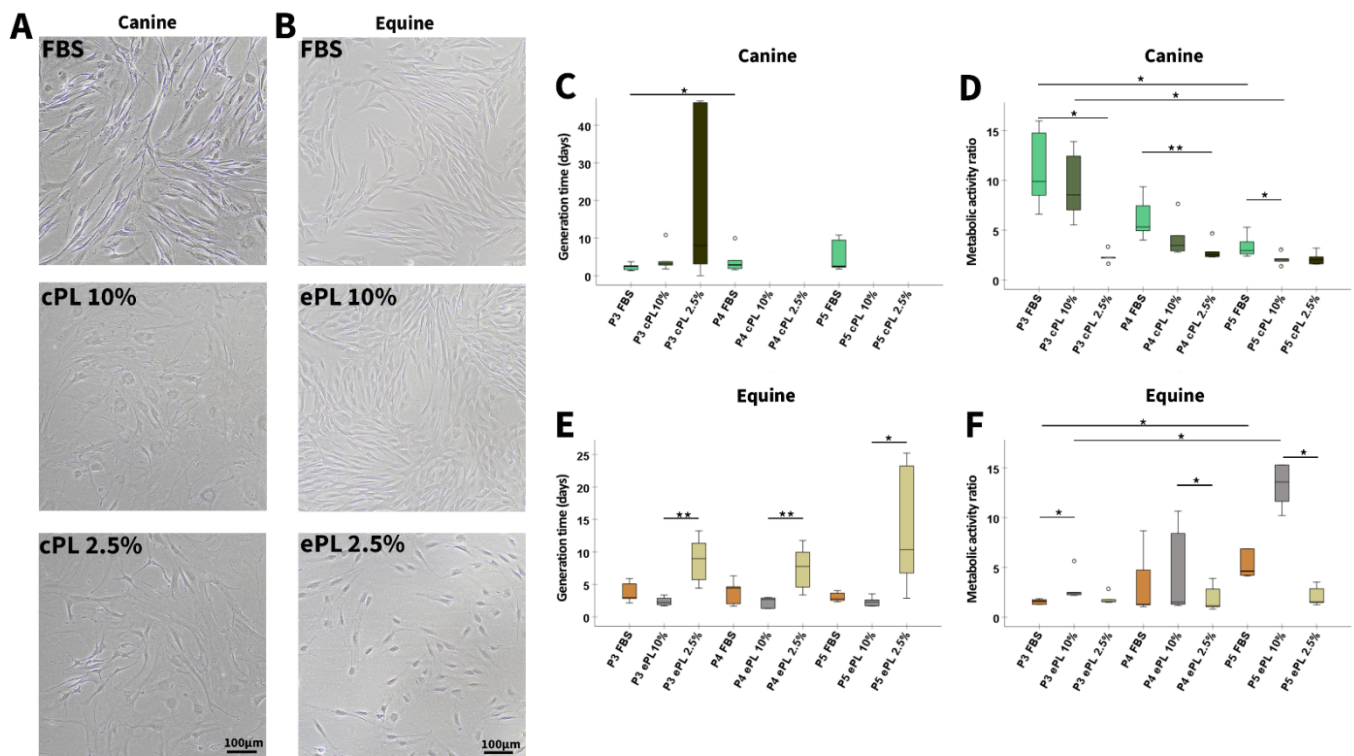 A
Canine
FBS
cPL 10%
cPL 2.5%
100µm
B
Equine
FBS
ePL 10%
ePL 2.5%
100µm
C
Canine
Generation time (days)
40
30
20
10
0
*
P3 FBS
P3 cPL 10%
P3 cPL 2.5%
P4 FBS
P4 cPL 10%
P4 cPL 2.5%
P5 FBS
P5 cPL 10%
P5 cPL 2.5%
D
Canine
Metabolic activity ratio
15
10
5
0
*
*
*
**
*
P3 FBS
P3 cPL 10%
P3 cPL 2.5%
P4 FBS
P4 cPL 10%
P4 cPL 2.5%
P5 FBS
P5 cPL 10%
P5 cPL 2.5%
E
Equine
Generation time (days)
25
20
15
10
5
0
**
**
*
P3 FBS
P3 ePL 10%
P3 ePL 2.5%
P4 FBS
P4 ePL 10%
P4 ePL 2.5%
P5 FBS
P5 ePL 10%
P5 ePL 2.5%
F
Equine
Metabolic activity ratio
15
10
5
0
*
*
*
*
*
P3 FBS
P3 ePL 10%
P3 ePL 2.5%
P4 FBS
P4 ePL 10%
P4 ePL 2.5%
P5 FBS
P5 ePL 10%
P5 ePL 2.5%